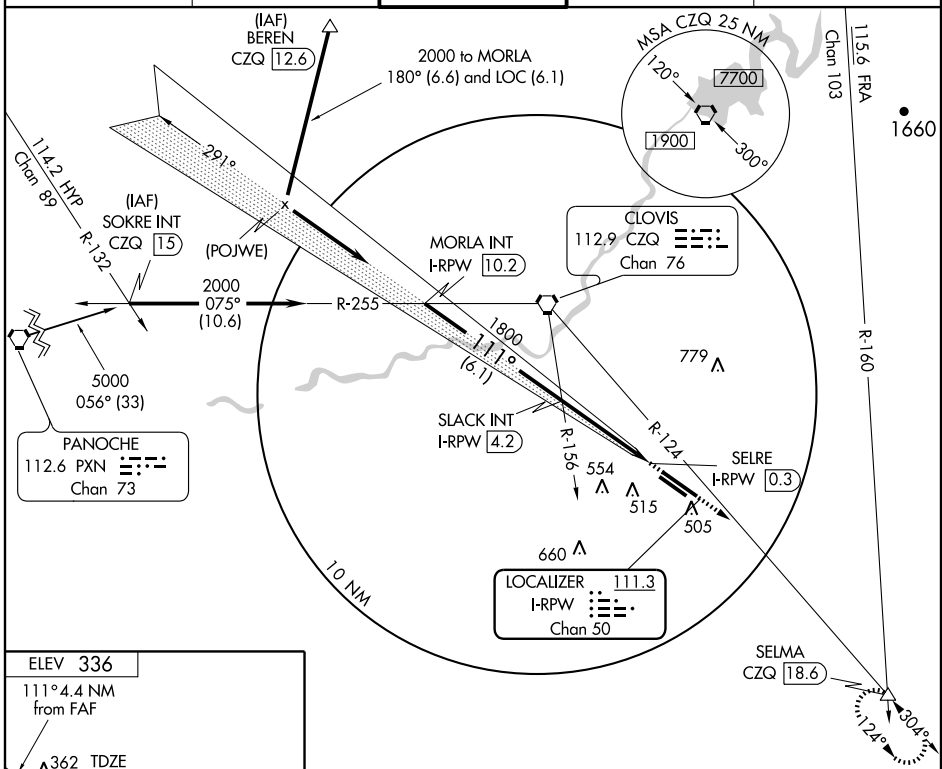 (IAF)
BEREN
CZQ 12.6
2000 to MORLA
180° (6.6) and LOC (6.1)
MSA CZQ 25 NM
120°
7700
1900
300°
115.6 FRA
Chan 103
1660
291°
114.2 HYP
Chan 89
R-132
(IAF)
SOKRE INT
CZQ 15
(POJWE)
MORLA INT
I-RPW 10.2
CLOVIS
112.9 CZQ
Chan 76
2000
075°
(10.6)
R-255
1800
111°
(6.1)
779
R-160
5000
056° (33)
SLACK INT
I-RPW 4.2
R-156
R-124
PANOCHE
112.6 PXN
Chan 73
SELRE
I-RPW 0.3
554
515
505
660
10 NM
LOCALIZER 111.3
I-RPW
Chan 50
SELMA
CZQ 18.6
304°
124°
ELEV 336
111° 4.4 NM
from FAF
362 TDZE